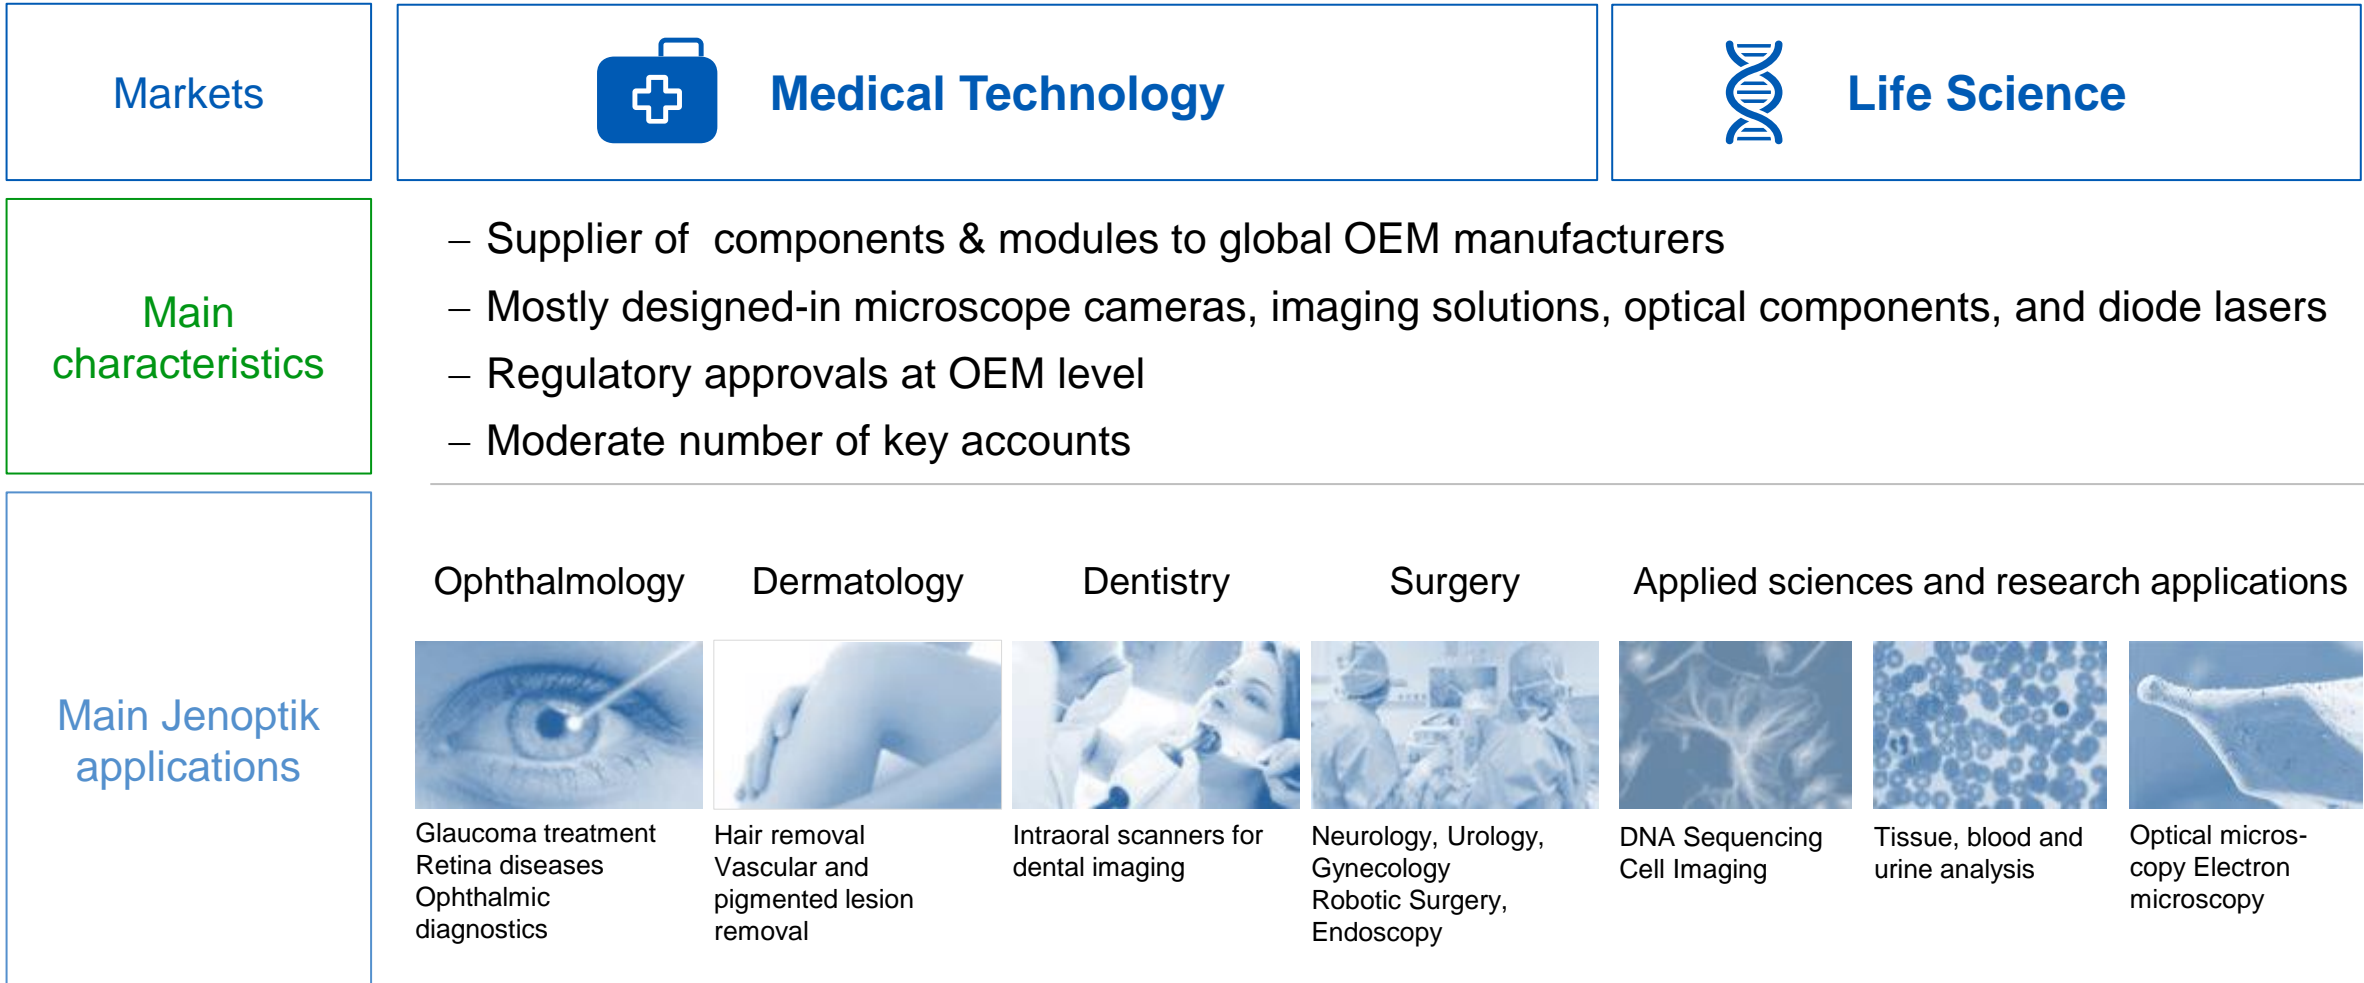 Markets
Medical Technology
Life Science
Main
characteristics
– Supplier of components & modules to global OEM manufacturers
– Mostly designed-in microscope cameras, imaging solutions, optical components, and diode lasers
– Regulatory approvals at OEM level
– Moderate number of key accounts
Main Jenoptik
applications
Ophthalmology
Dermatology
Dentistry
Surgery
Applied sciences and research applications
Glaucoma treatment
Retina diseases
Ophthalmic
diagnostics
Hair removal
Vascular and
pigmented lesion
removal
Intraoral scanners for
dental imaging
Neurology, Urology,
Gynecology
Robotic Surgery,
Endoscopy
DNA Sequencing
Cell Imaging
Tissue, blood and
urine analysis
Optical micros-
copy Electron
microscopy